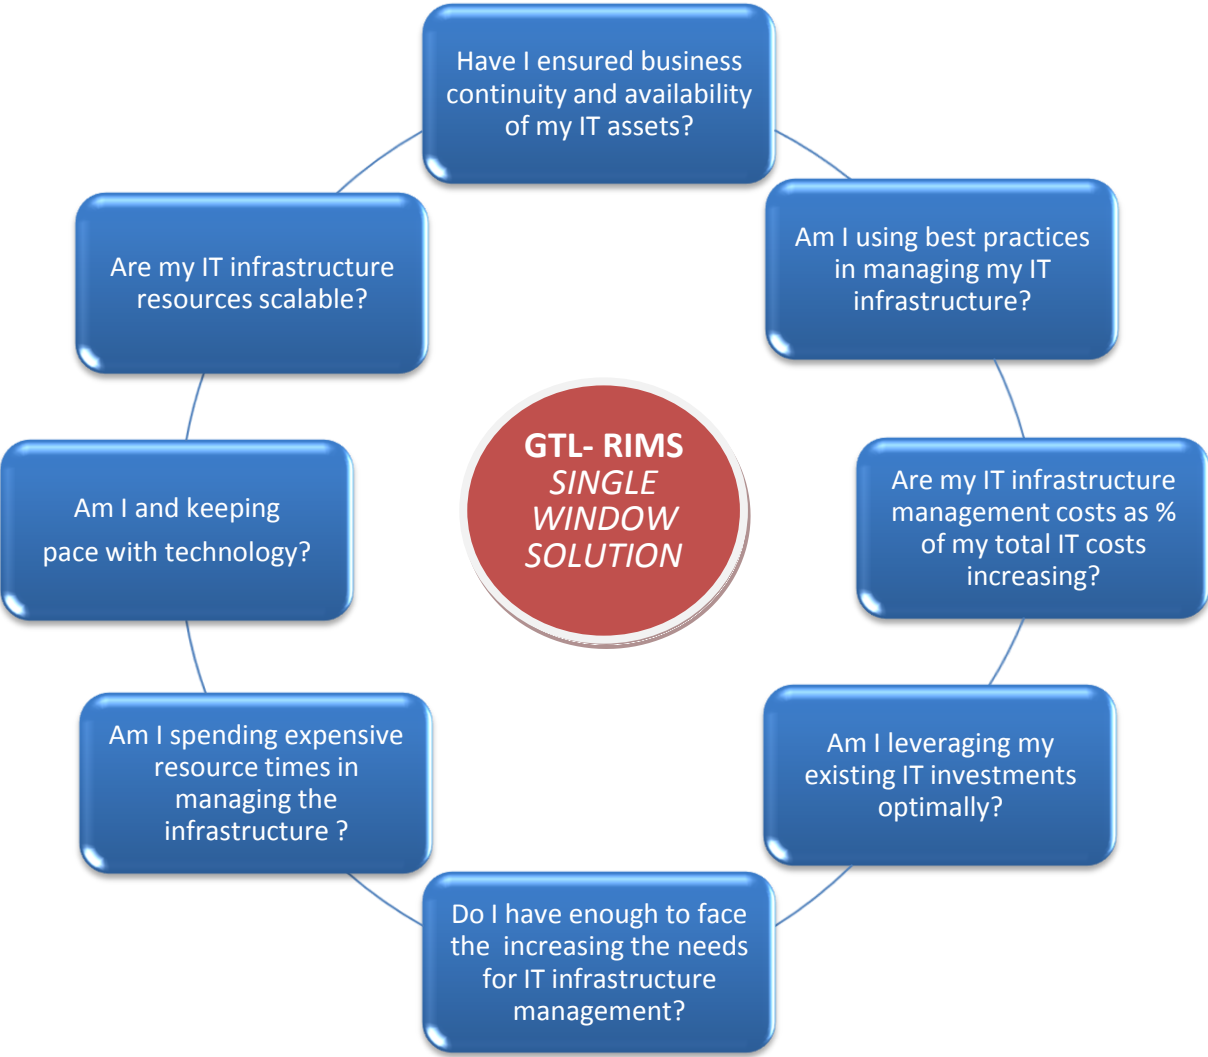 Have I ensured business
continuity and availability
of my IT assets?
Am I using best practices
in managing my IT
infrastructure?
Are my IT infrastructure
management costs as %
of my total IT costs
increasing?
Am I leveraging my
existing IT investments
optimally?
Do I have enough to face
the  increasing the needs
for IT infrastructure
management?
Am I spending expensive
resource times in
managing the
infrastructure ?
Am I and keeping
pace with technology?
Are my IT infrastructure
resources scalable?
GTL- RIMS
SINGLE
WINDOW
SOLUTION